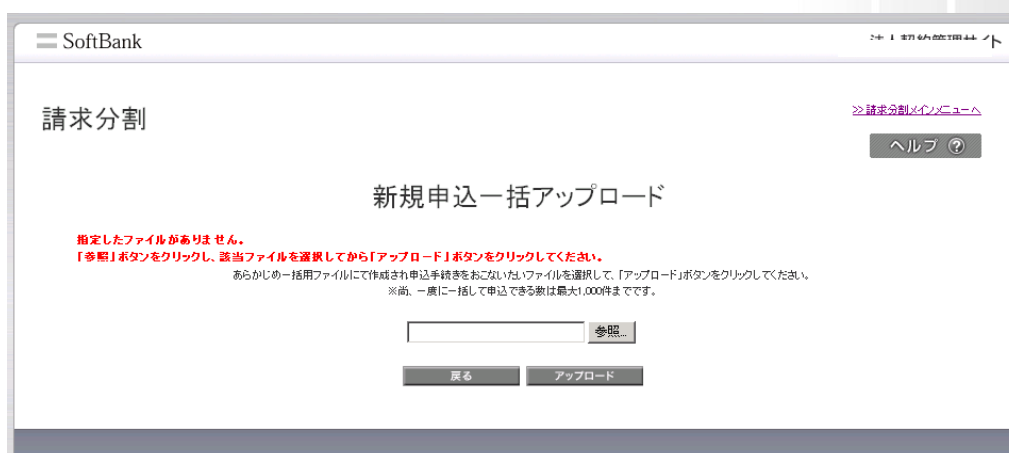 SoftBank
請求分割
>>請求分割メインメニューへ
ヘルプ ?
新規申込一括アップロード
指定したファイルがありません。
「参照」ボタンをクリックし、該当ファイルを選択してから「アップロード」ボタンをクリックしてください。
あらかじめ一括用ファイルにて作成され申込手続きをおこないたいファイルを選択して、「アップロード」ボタンをクリックしてください。
※尚、一度に一括して申込できる数は最大1,000件までです。
参照...
戻る アップロード